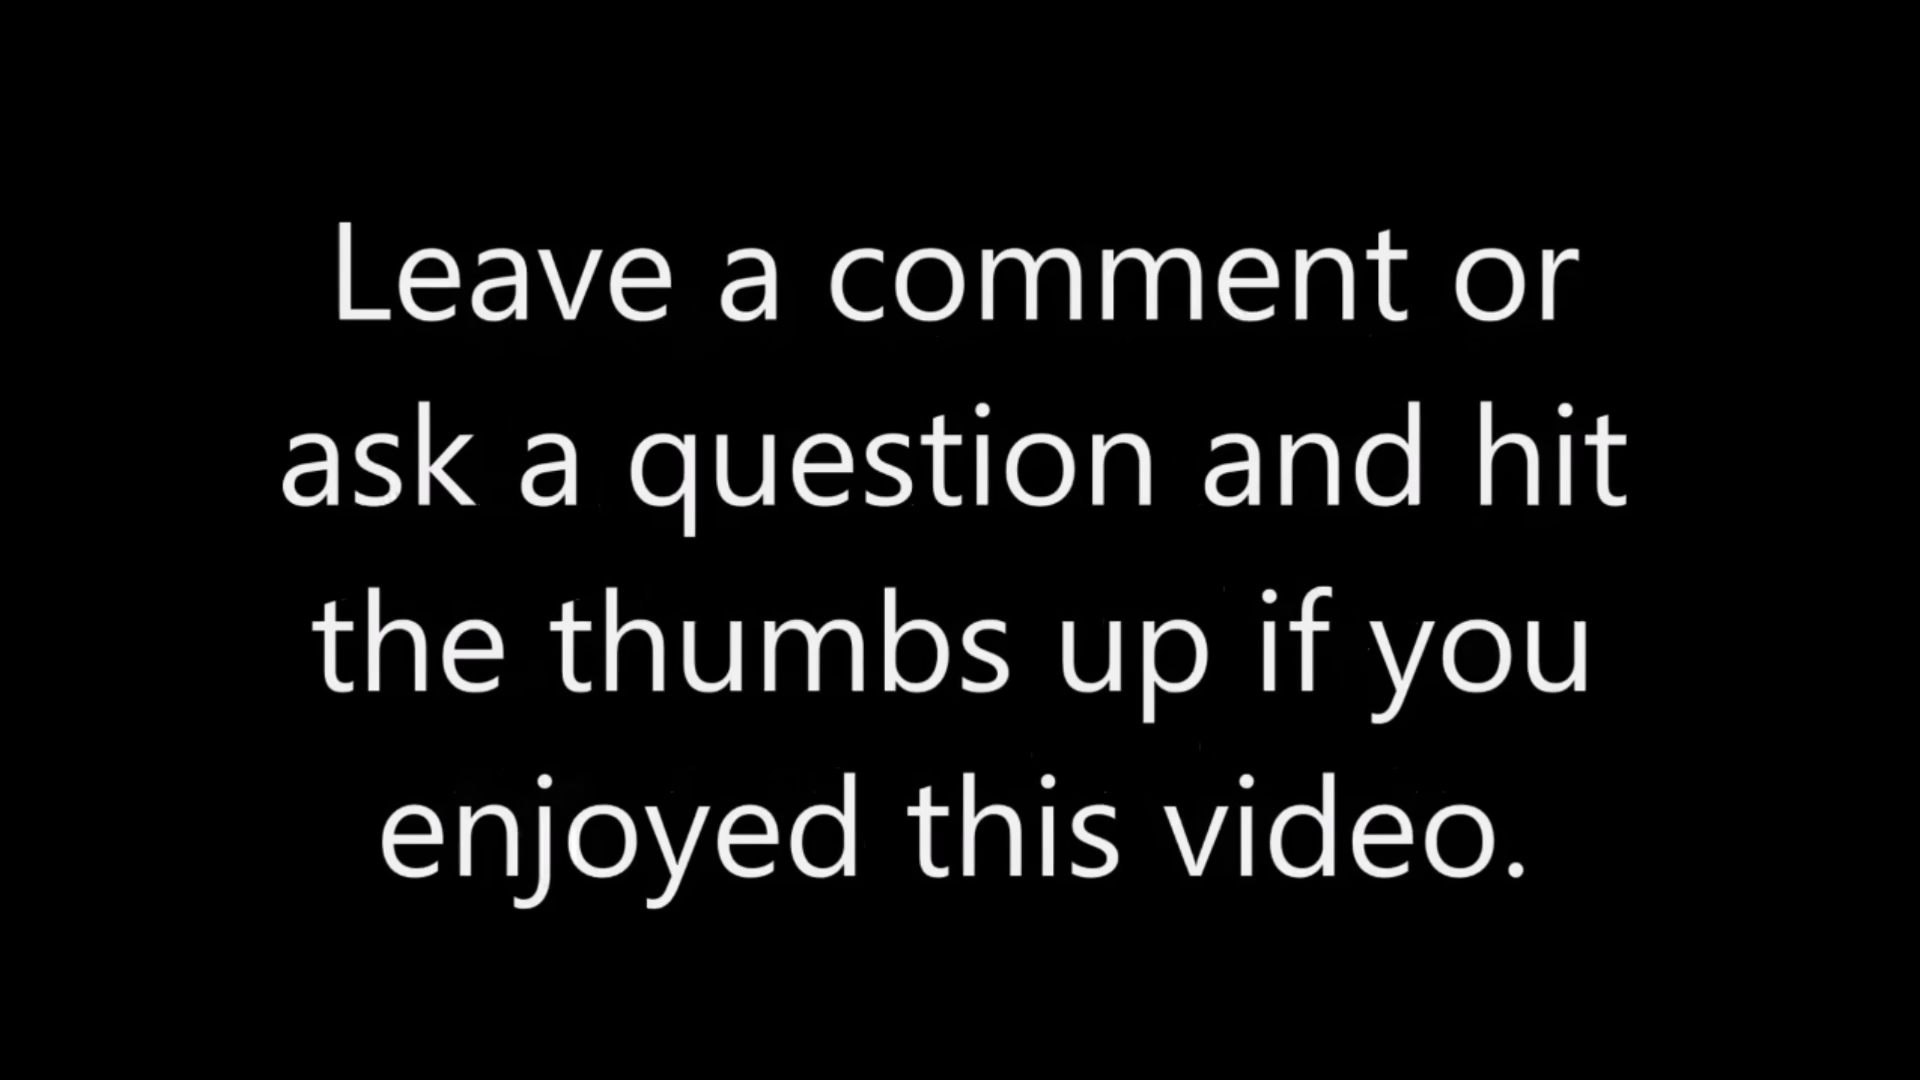 Leave a comment or
ask a question and hit
the thumbs up if you
enjoyed this video.